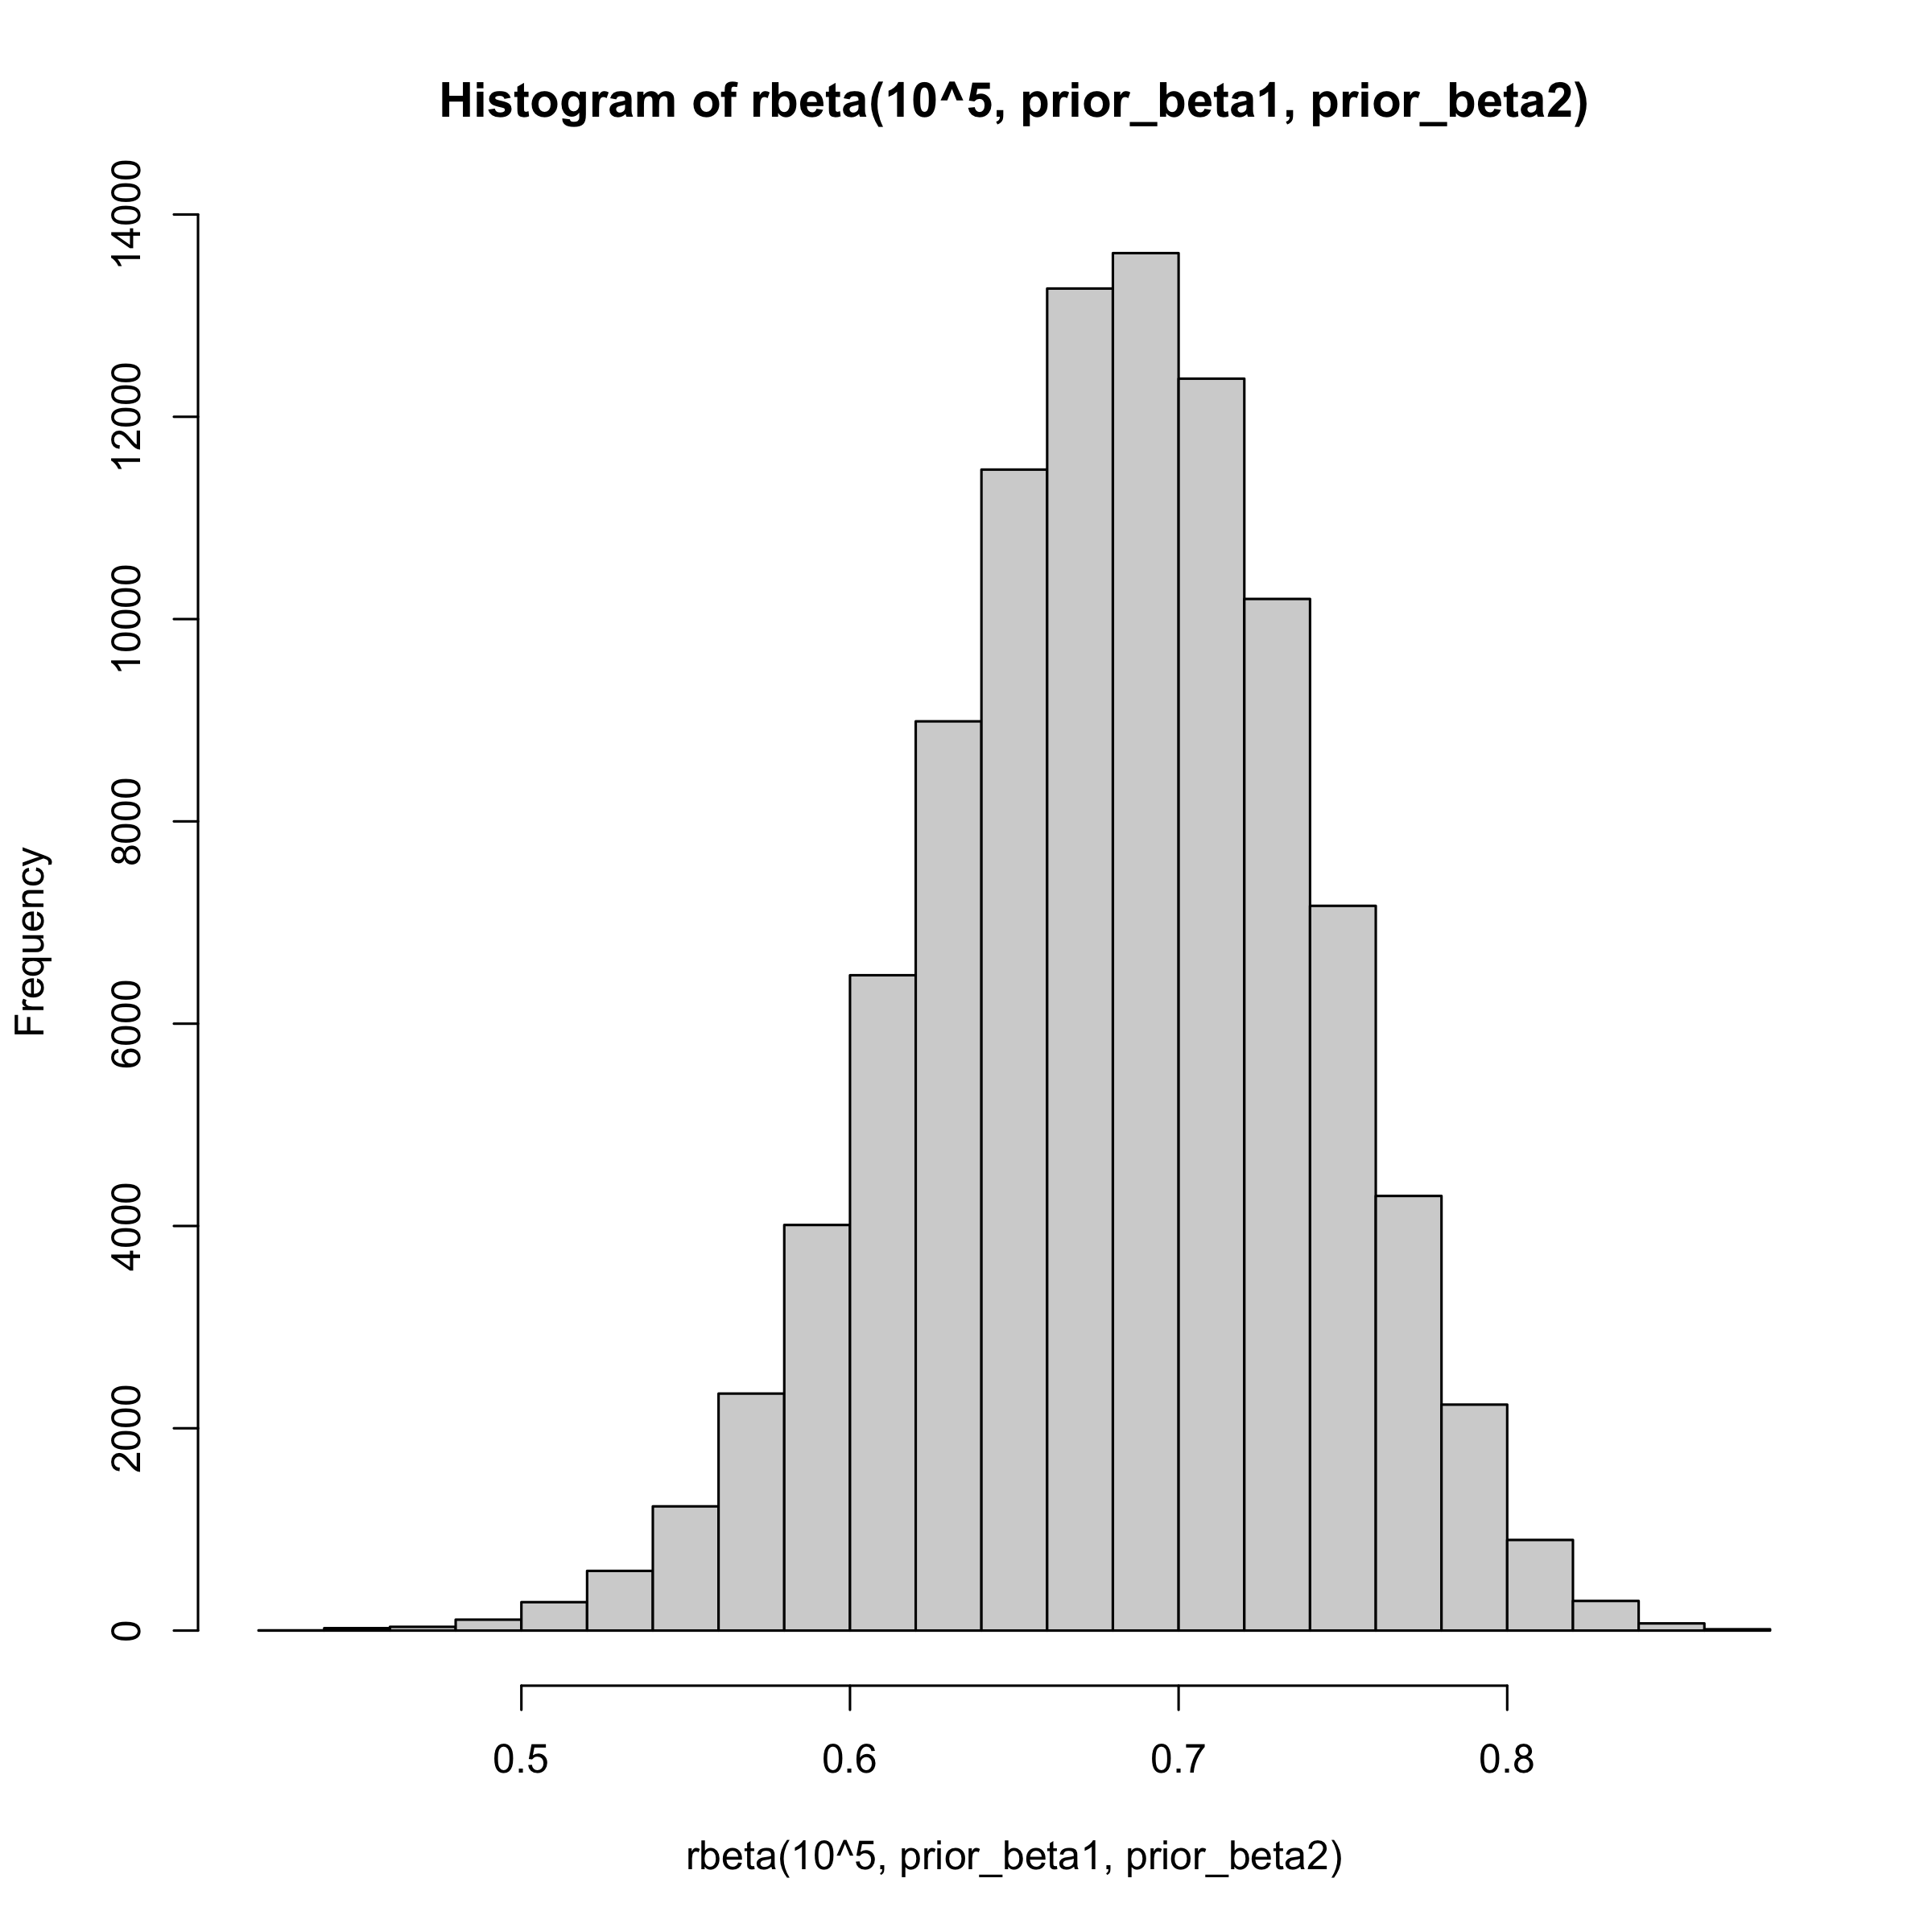 Histogram of rbeta(10^5, prior_beta1, prior_beta2)
Frequency
14000
12000
10000
8000
6000
4000
2000
0
0.5 0.6 0.7 0.8
rbeta(10^5, prior_beta1, prior_beta2)